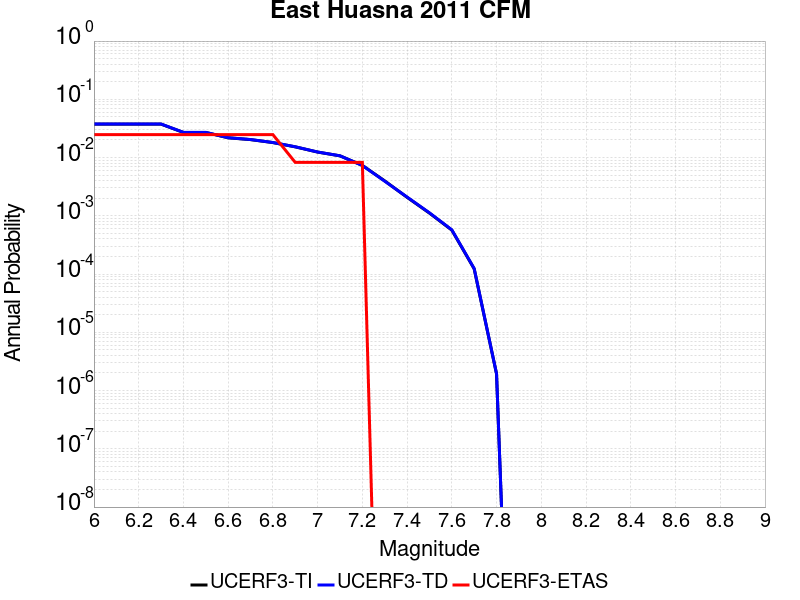 East Huasna 2011 CFM
10^0
10^-1
10^-2
10^-3
10^-4
10^-5
10^-6
10^-7
10^-8
Annual Probability
6 6.2 6.4 6.6 6.8 7 7.2 7.4 7.6 7.8 8 8.2 8.4 8.6 8.8 9
Magnitude
UCERF3-TI UCERF3-TD UCERF3-ETAS